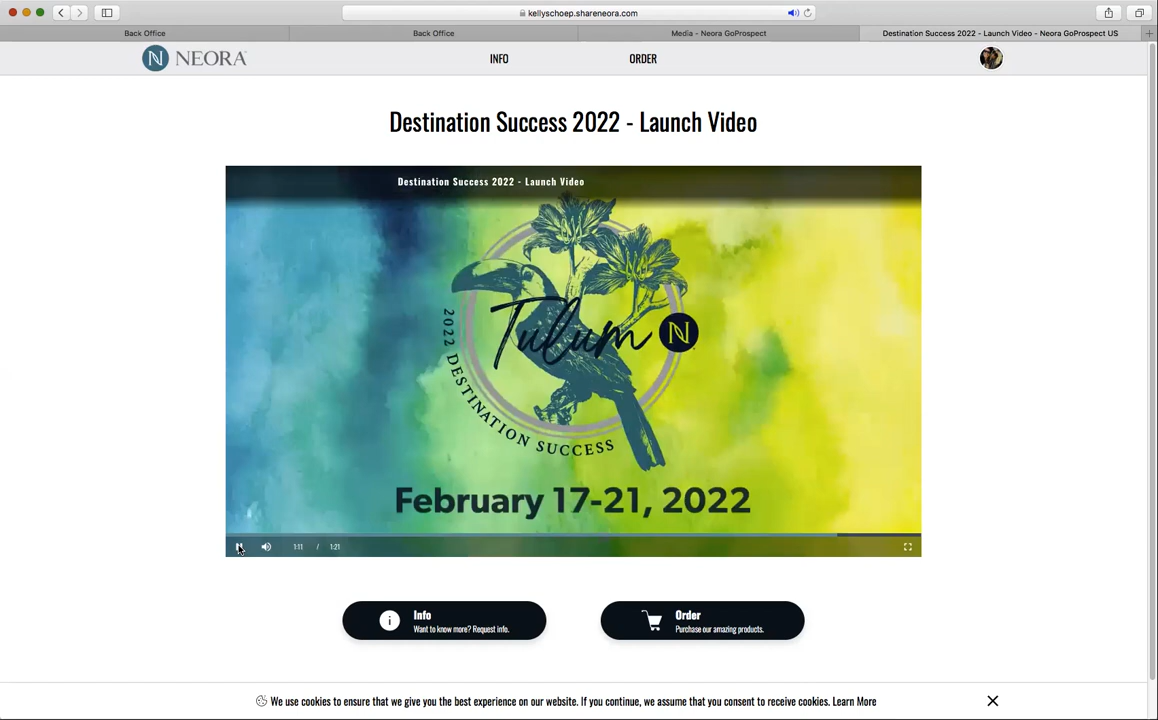 kellyschoep.shareneora.com
Back Office
Back Office
Media - Neora GoProspect
Destination Success 2022 - Launch Video - Neora GoProspect US
N NEORA
INFO
ORDER
Destination Success 2022 - Launch Video
Destination Success 2022 - Launch Video
Tulum N
2022 DESTINATION SUCCESS
February 17-21, 2022
1:11 / 1:21
Info
Want to know more? Request info.
Order
Purchase our amazing products.
We use cookies to ensure that we give you the best experience on our website. If you continue, we assume that you consent to receive cookies. Learn More